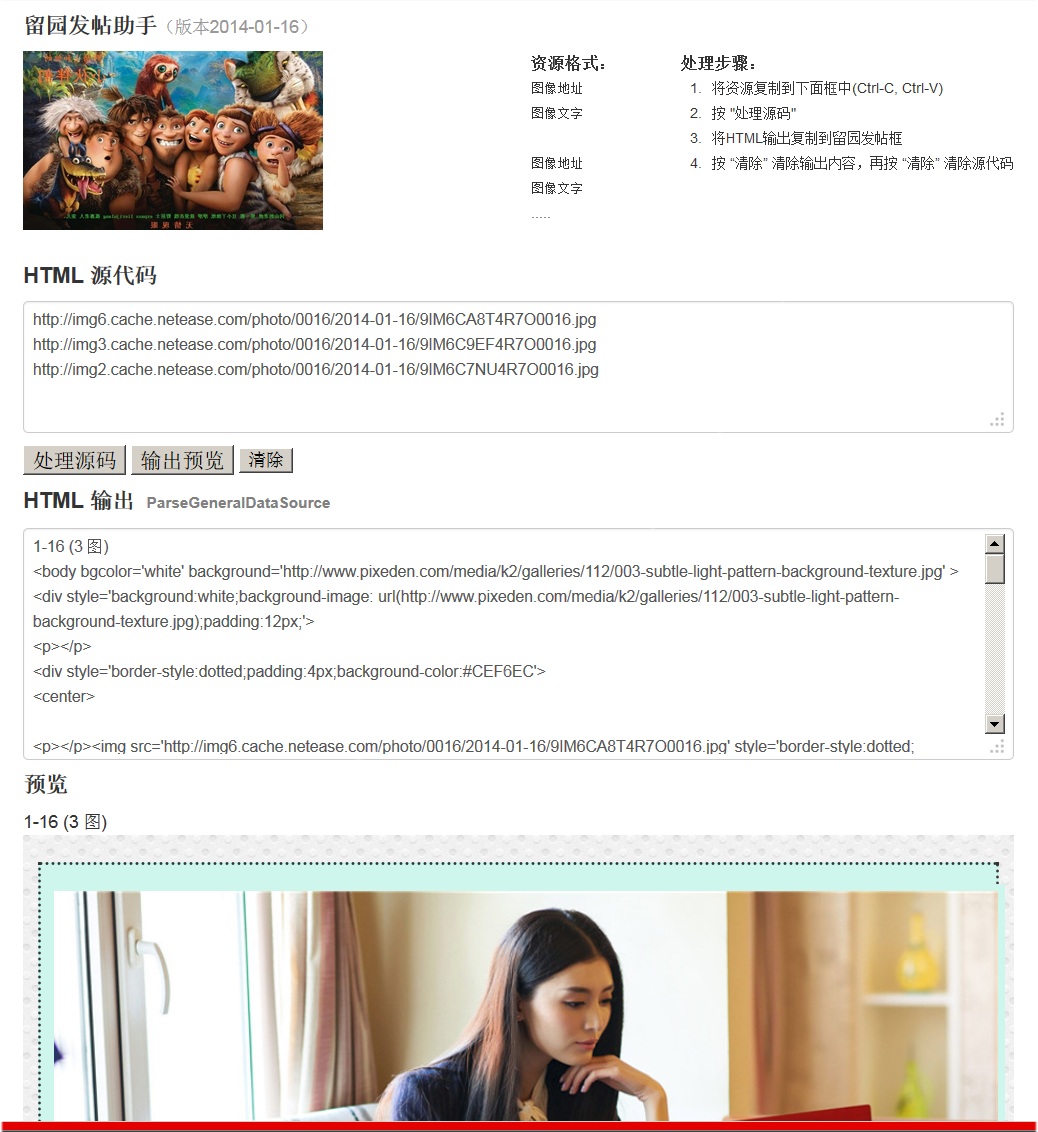 留园发帖助手（版本2014-01-16）
资源格式：
图像地址
图像文字
图像地址
图像文字
.....
处理步骤：
1. 将资源复制到下面框中(Ctrl-C, Ctrl-V)
2. 按 "处理源码"
3. 将HTML输出复制到留园发帖框
4. 按 “清除” 清除输出内容，再按 “清除” 清除源代码
HTML 源代码
http://img6.cache.netease.com/photo/0016/2014-01-16/9IM6CA8T4R7O0016.jpg
http://img3.cache.netease.com/photo/0016/2014-01-16/9IM6C9EF4R7O0016.jpg
http://img2.cache.netease.com/photo/0016/2014-01-16/9IM6C7NU4R7O0016.jpg
处理源码 输出预览 清除
HTML 输出 ParseGeneralDataSource
1-16 (3 图)
<body bgcolor='white' background='http://www.pixeden.com/media/k2/galleries/112/003-subtle-light-pattern-background-texture.jpg' >
<div style='background:white;background-image: url(http://www.pixeden.com/media/k2/galleries/112/003-subtle-light-pattern-
background-texture.jpg);padding:12px;'>
<p></p>
<div style='border-style:dotted;padding:4px;background-color:#CEF6EC'>
<center>
<p></p><img src='http://img6.cache.netease.com/photo/0016/2014-01-16/9IM6CA8T4R7O0016.jpg' style='border-style:dotted;
预览
1-16 (3 图)